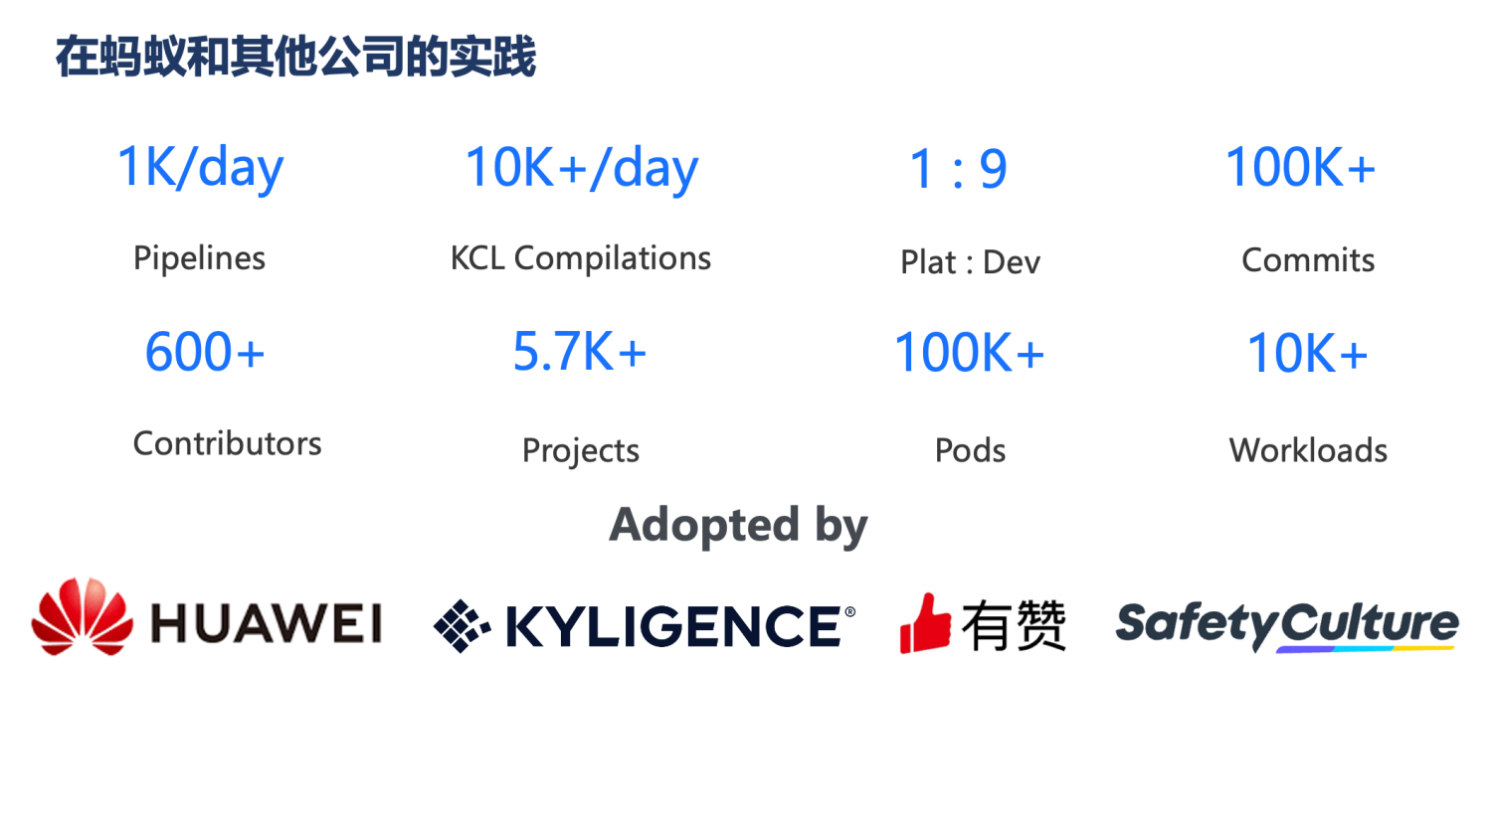 在蚂蚁和其他公司的实践
1K/day
10K+/day
1 : 9
100K+
Pipelines
KCL Compilations
Plat : Dev
Commits
600+
5.7K+
100K+
10K+
Contributors
Projects
Pods
Workloads
Adopted by
HUAWEI
KYLIGENCE®
有赞
SafetyCulture